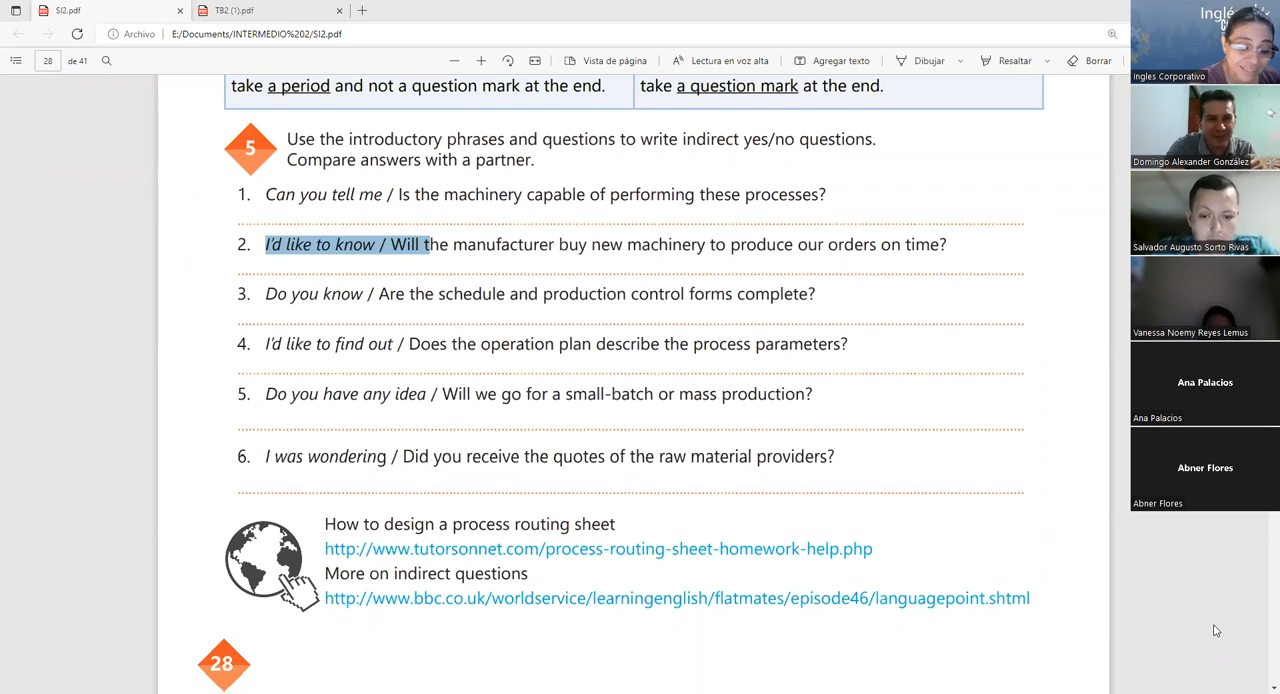 SI2.pdf
TB2 (1).pdf
Archivo
E:/Documents/INTERMEDIO%202/SI2.pdf
28
de 41
Vista de página
Lectura en voz alta
Agregar texto
Dibujar
Resaltar
Borrar
take a period and not a question mark at the end.
take a question mark at the end.
5
Use the introductory phrases and questions to write indirect yes/no questions.
Compare answers with a partner.
1. Can you tell me / Is the machinery capable of performing these processes?
2. I'd like to know / Will the manufacturer buy new machinery to produce our orders on time?
3. Do you know / Are the schedule and production control forms complete?
4. I'd like to find out / Does the operation plan describe the process parameters?
5. Do you have any idea / Will we go for a small-batch or mass production?
6. I was wondering / Did you receive the quotes of the raw material providers?
How to design a process routing sheet
http://www.tutorsonnet.com/process-routing-sheet-homework-help.php
More on indirect questions
http://www.bbc.co.uk/worldservice/learningenglish/flatmates/episode46/languagepoint.shtml
28
Ingles Corporativo
Domingo Alexander González
Salvador Augusto Sorto Rivas
Vanessa Noemy Reyes Lemus
Ana Palacios
Ana Palacios
Abner Flores
Abner Flores